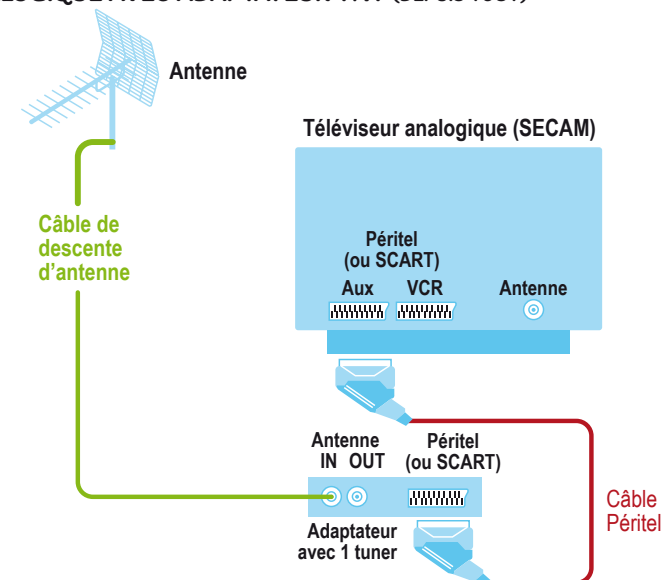 Antenne
Téléviseur analogique (SECAM)
Câble de
descente
d'antenne
Péritel
(ou SCART)
Aux VCR Antenne
Antenne
IN OUT
Péritel
(ou SCART)
Câble
Péritel
Adaptateur
avec 1 tuner